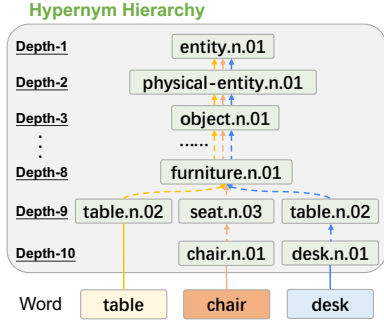 Hypernym Hierarchy
Depth-1 entity.n.01
Depth-2 physical-entity.n.01
Depth-3 object.n.01
⋮ ......
Depth-8 furniture.n.01
Depth-9 table.n.02 seat.n.03 table.n.02
Depth-10 chair.n.01 desk.n.01
Word table chair desk